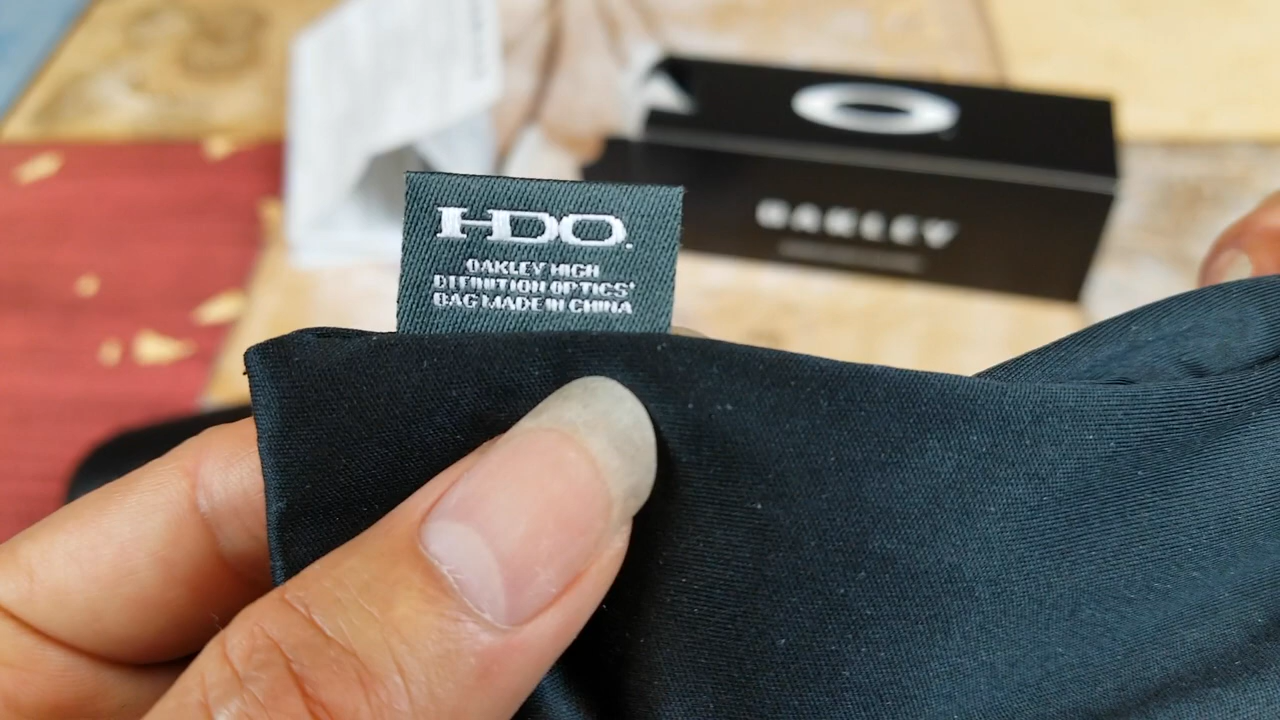 HDO.
OAKLEY HIGH
DEFINITION OPTICS®
BAG MADE IN CHINA
OAKLEY